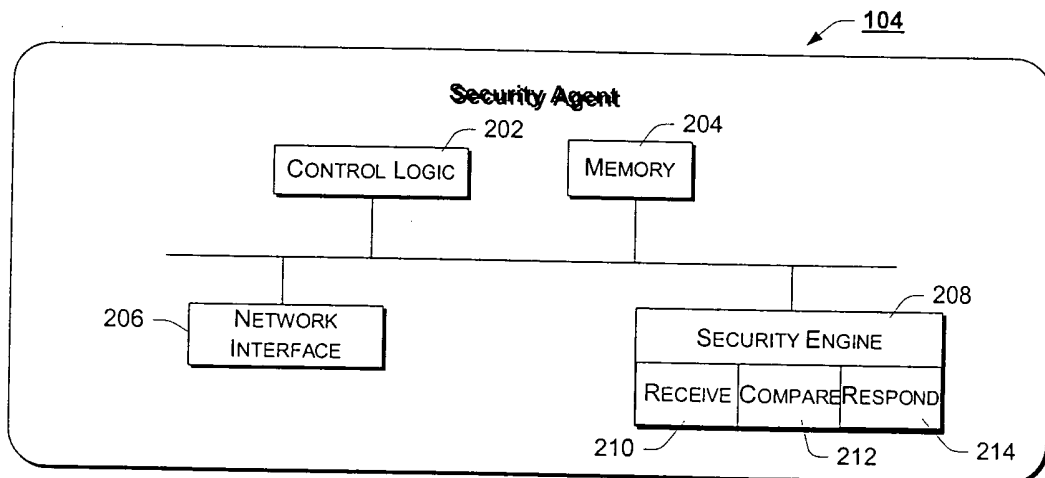 104
Security Agent
202
204
CONTROL LOGIC
MEMORY
206
NETWORK
INTERFACE
208
SECURITY ENGINE
RECEIVE COMPARE RESPOND
210
212
214